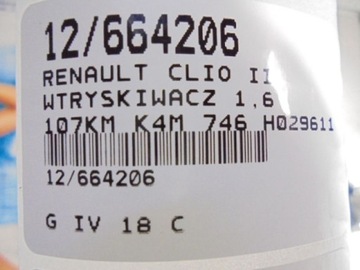 12/664206
RENAULT CLIO II
WTRYSKIWACZ 1,6
107KM K4M 746 H029611
12/664206
G IV 18 C